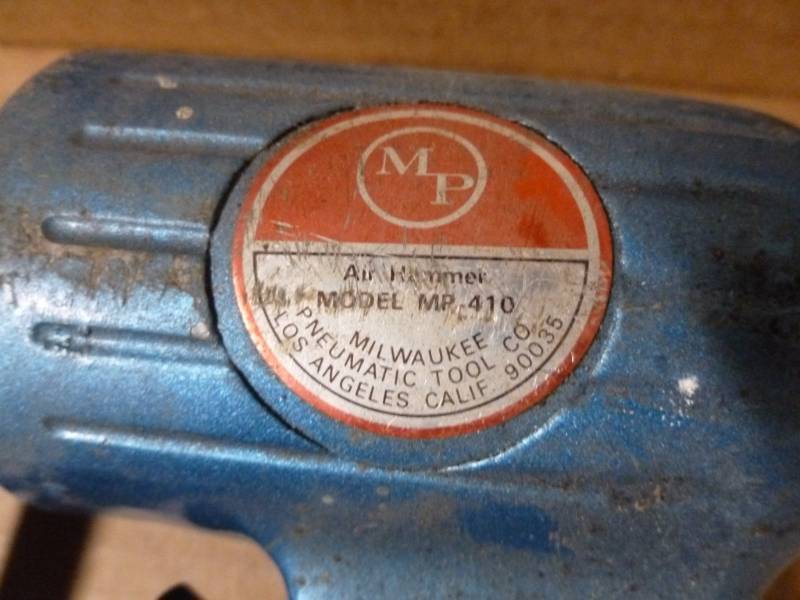 MP
Air Hammer
MODEL MP-410
MILWAUKEE
PNEUMATIC TOOL CO.
LOS ANGELES CALIF. 90035